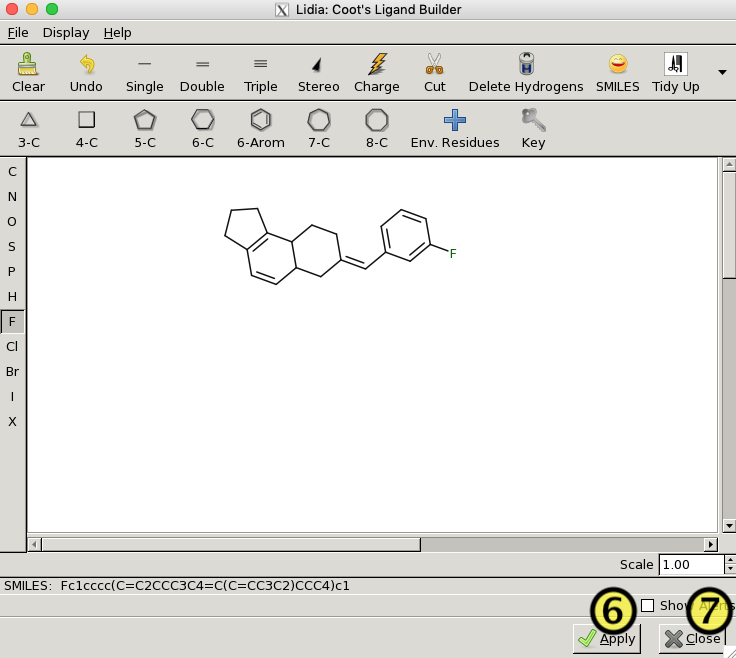 Lidia: Coot's Ligand Builder
File Display Help
Clear Undo Single Double Triple Stereo Charge Cut Delete Hydrogens SMILES Tidy Up
3-C 4-C 5-C 6-C 6-Arom 7-C 8-C Env. Residues Key
C
N
O
S
P
H
F
Cl
Br
I
X
F
Scale 1.00
SMILES: Fc1cccc(C=C2CCC3C4=C(C=CC3C2)CCC4)c1
Show Alerts
6 7
Apply Close